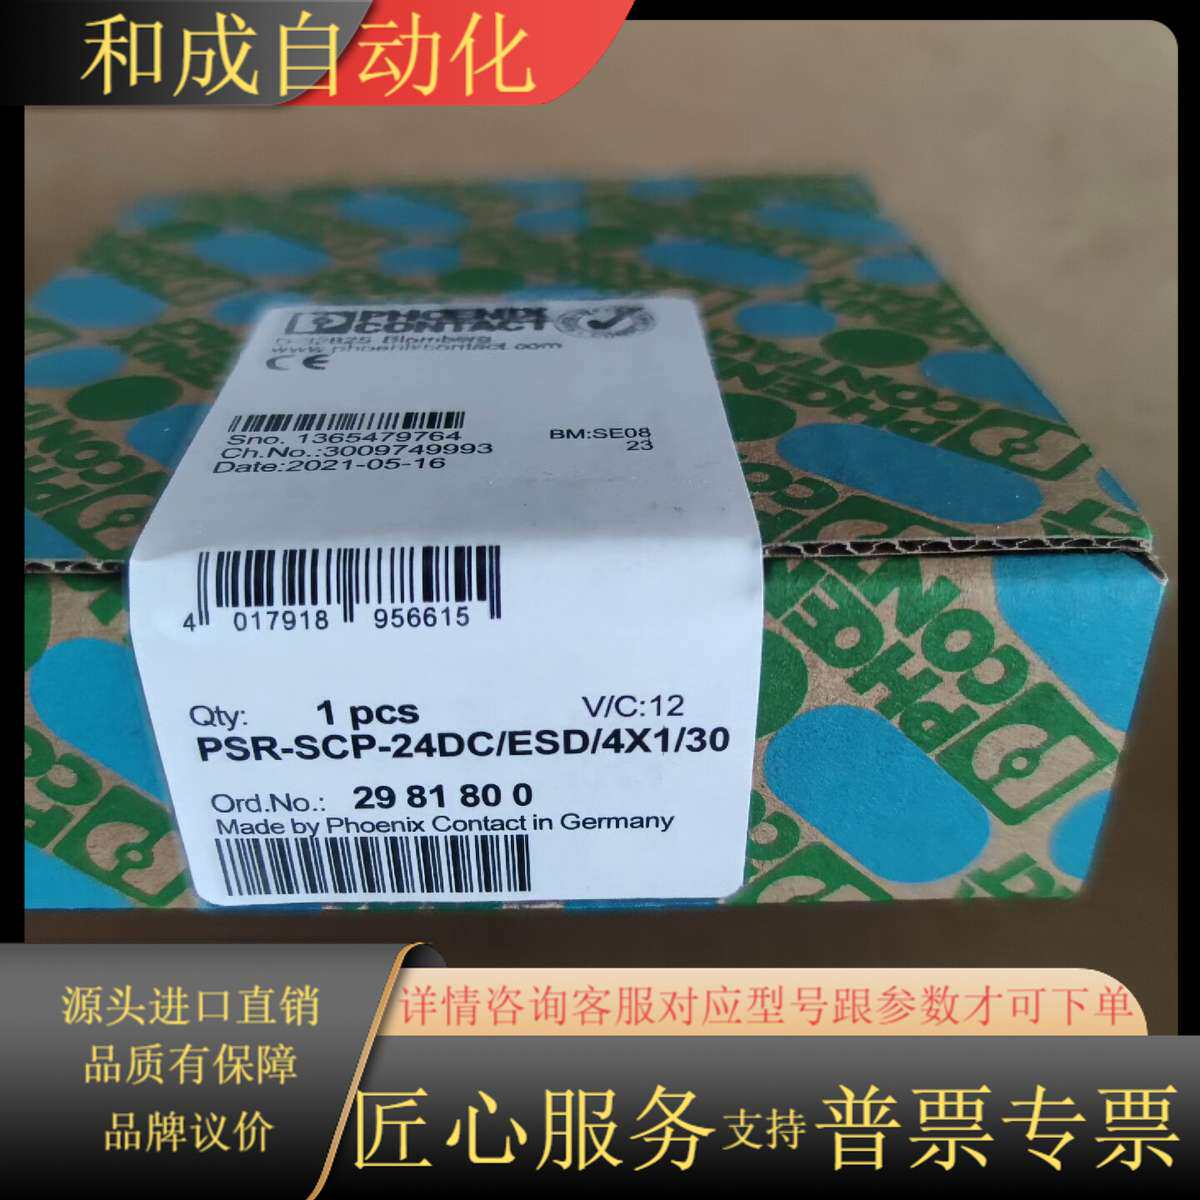 和成自动化
PHOENIX
CONTACT
D-32825 Blomberg
www.phoenixcontact.com
CE
Sno. 1365479764
Ch.No.:3009749993
Date:2021-05-16
BM:SE08
23
4 017918 956615
Qty: 1 pcs V/C:12
PSR-SCP-24DC/ESD/4X1/30
Ord.No.: 29 81 80 0
Made by Phoenix Contact in Germany
PHOENIX
CONTACT
源头进口直销
品质有保障
品牌议价
详情咨询客服对应型号跟参数才可下单
匠心服务支持普票专票